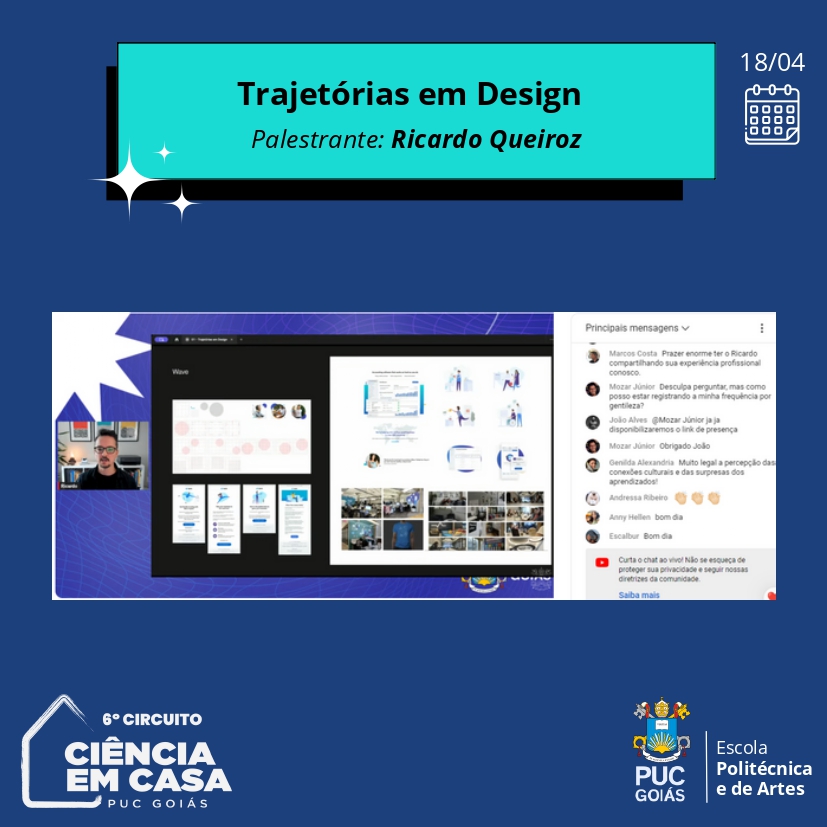 Trajetórias em Design
Palestrante: Ricardo Queiroz
18/04
Wave
Ricardo
Principais mensagens
Marcos Costa Prazer enorme ter o Ricardo
compartilhando sua experiência profissional
conosco.
Mozar Júnior Desculpa perguntar, mas como
posso estar registrando a minha frequência por
gentileza?
João Alves @Mozar Júnior ja ja
disponibilizaremos o link de presença
Mozar Júnior Obrigado João
Genilda Alexandria Muito legal a percepção das
conexões culturais e das surpresas dos
aprendizados!
Andressa Ribeiro 👏🏻👏🏻👏🏻
Anny Hellen bom dia
Escalbur Bom dia
Curta o chat ao vivo! Não se esqueça de
proteger sua privacidade e seguir nossas
diretrizes da comunidade.
Saiba mais
6º CIRCUITO
CIÊNCIA
EM CASA
PUC GOIÁS
PUC
GOIÁS
Escola
Politécnica
e de Artes